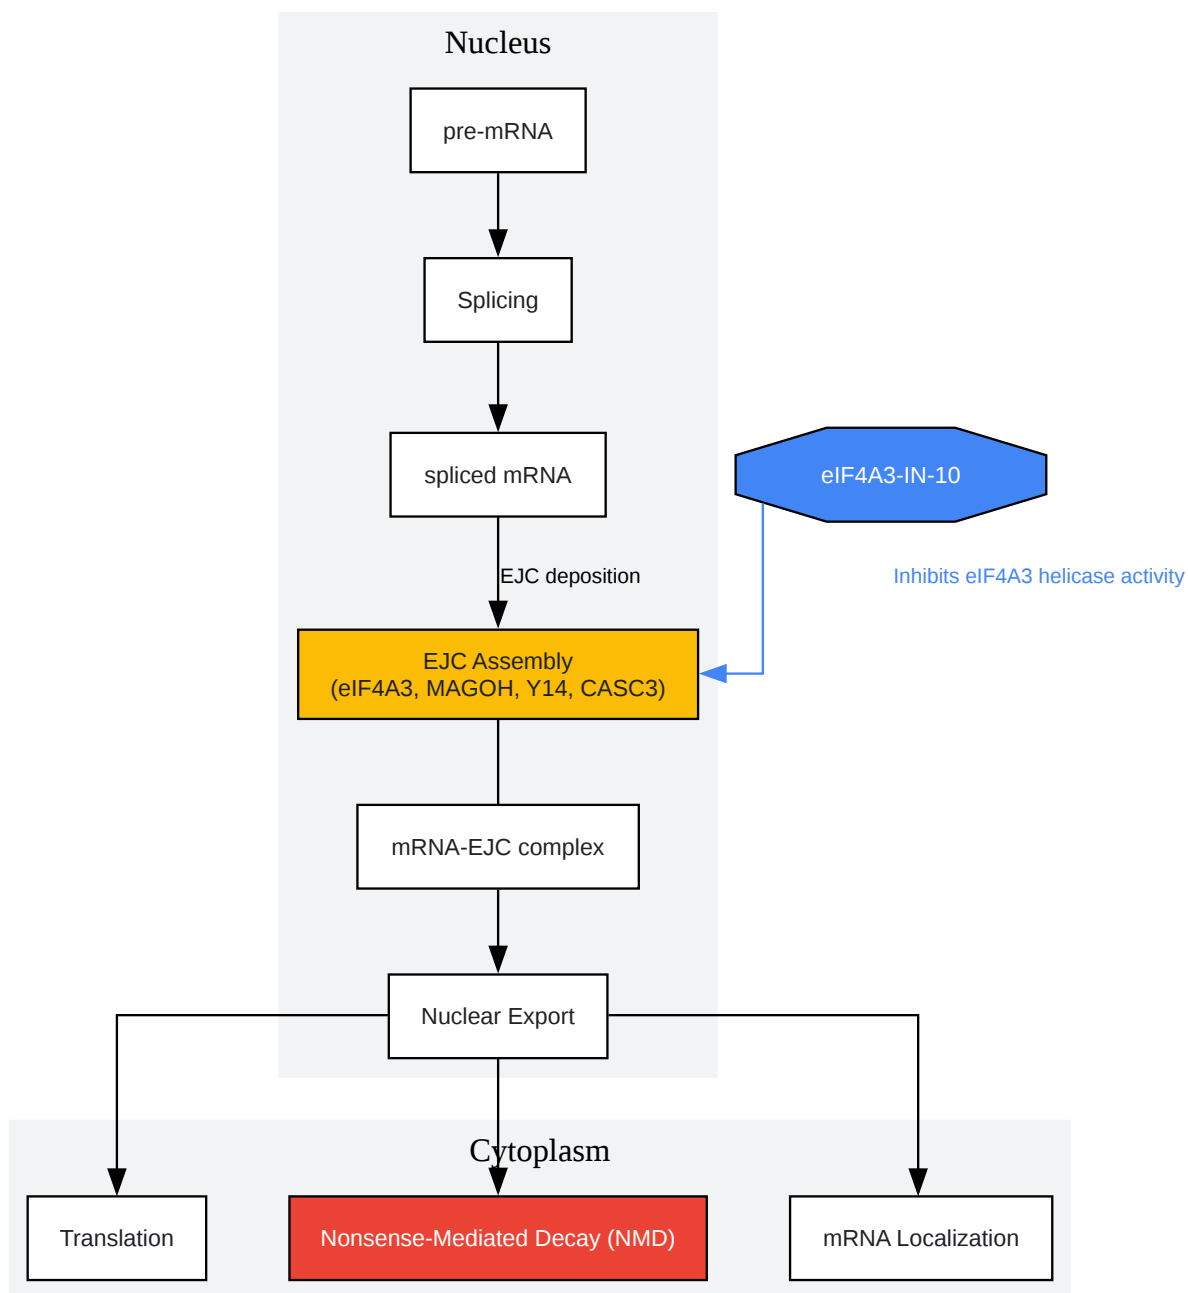 Nucleus
pre-mRNA
Splicing
spliced mRNA
eIF4A3-IN-10
EJC deposition
Inhibits eIF4A3 helicase activity
EJC Assembly
(eIF4A3, MAGOH, Y14, CASC3)
mRNA-EJC complex
Nuclear Export
Cytoplasm
Translation
Nonsense-Mediated Decay (NMD)
mRNA Localization